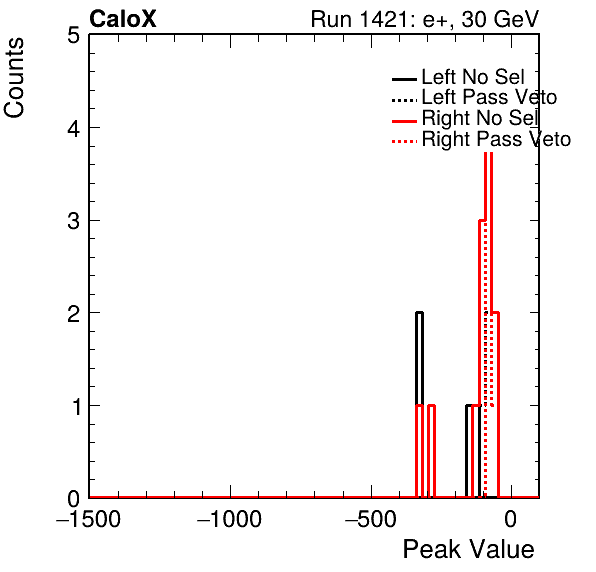 CaloX Run 1421: e+, 30 GeV
Counts
5
4
3
2
1
0
Left No Sel
Left Pass Veto
Right No Sel
Right Pass Veto
−1500 −1000 −500 0
Peak Value